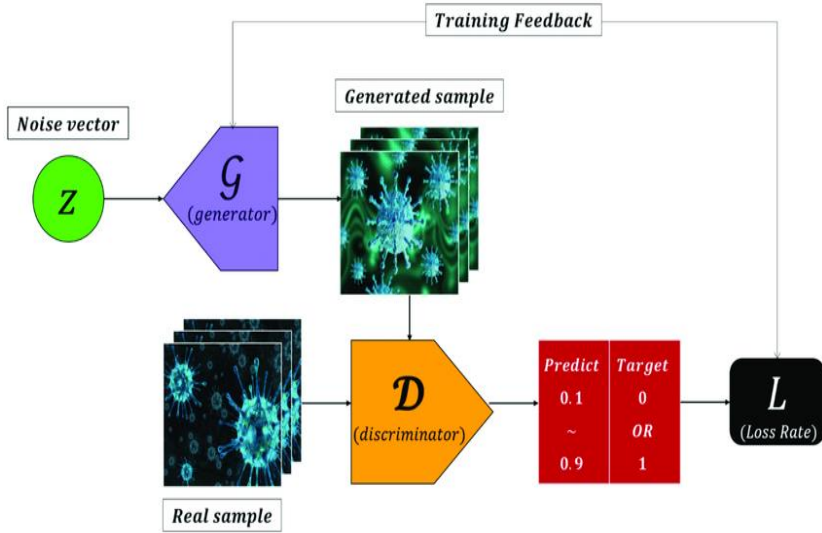 Training Feedback
Generated sample
Noise vector
Z
G
(generator)
Predict Target
0.1 0
~ OR
0.9 1
D
(discriminator)
L
(Loss Rate)
Real sample